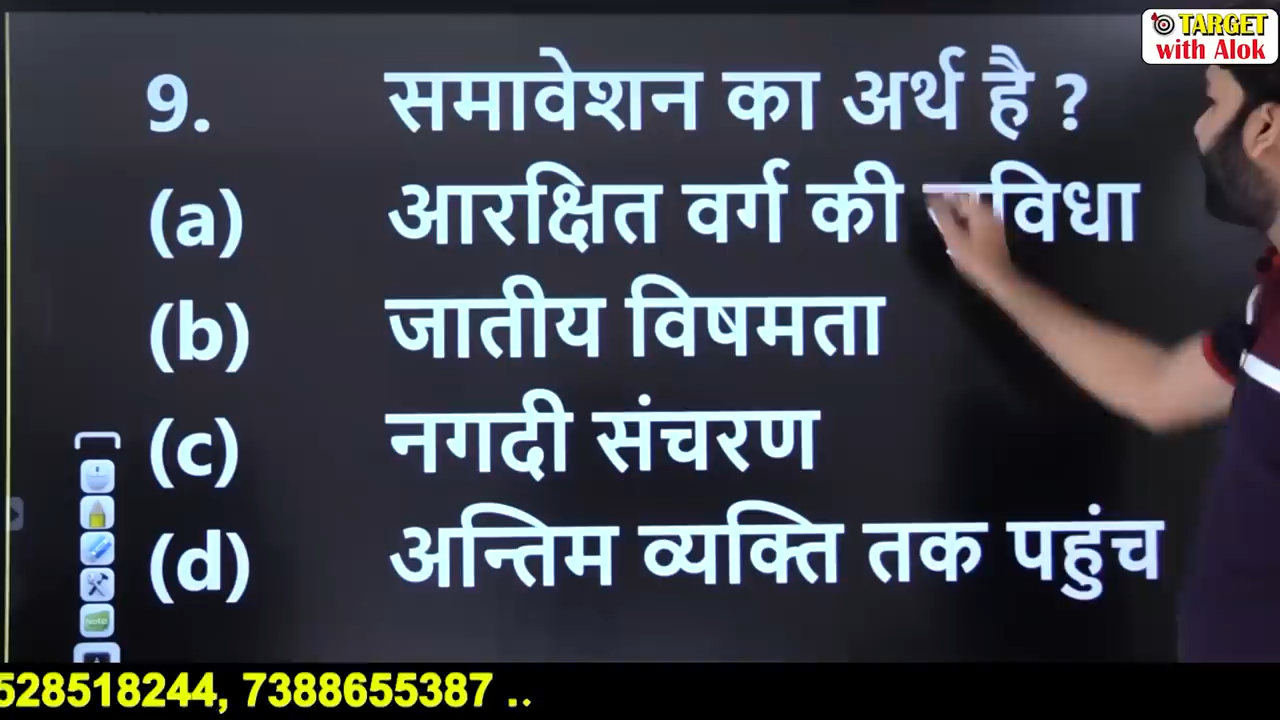 TARGET
with Alok
9. समावेशन का अर्थ है ?
(a) आरक्षित वर्ग की
(b) जातीय विषमता
(c) नगदी संचरण
(d) अन्तिम व्यक्ति तक पहुंच
528518244, 7388655387 ..